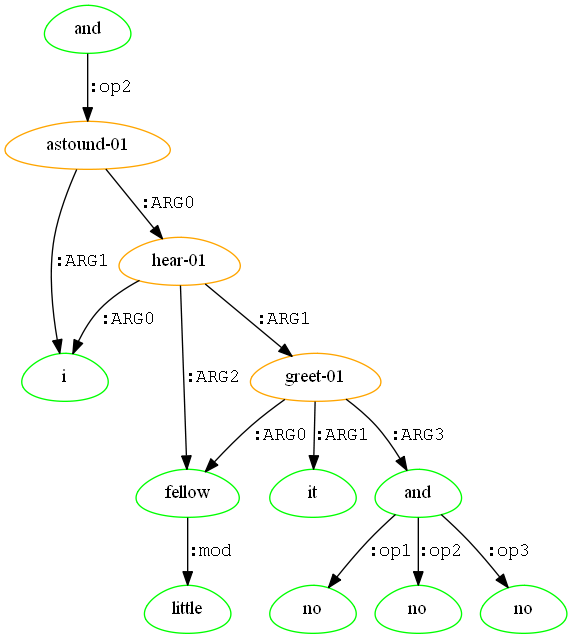 and
:op2
astound-01
:ARG0
hear-01
:ARG1
:ARG0
:ARG1
i
:ARG2
greet-01
:ARG0
:ARG1
:ARG3
fellow
it
and
:mod
:op1
:op2
:op3
little
no
no
no